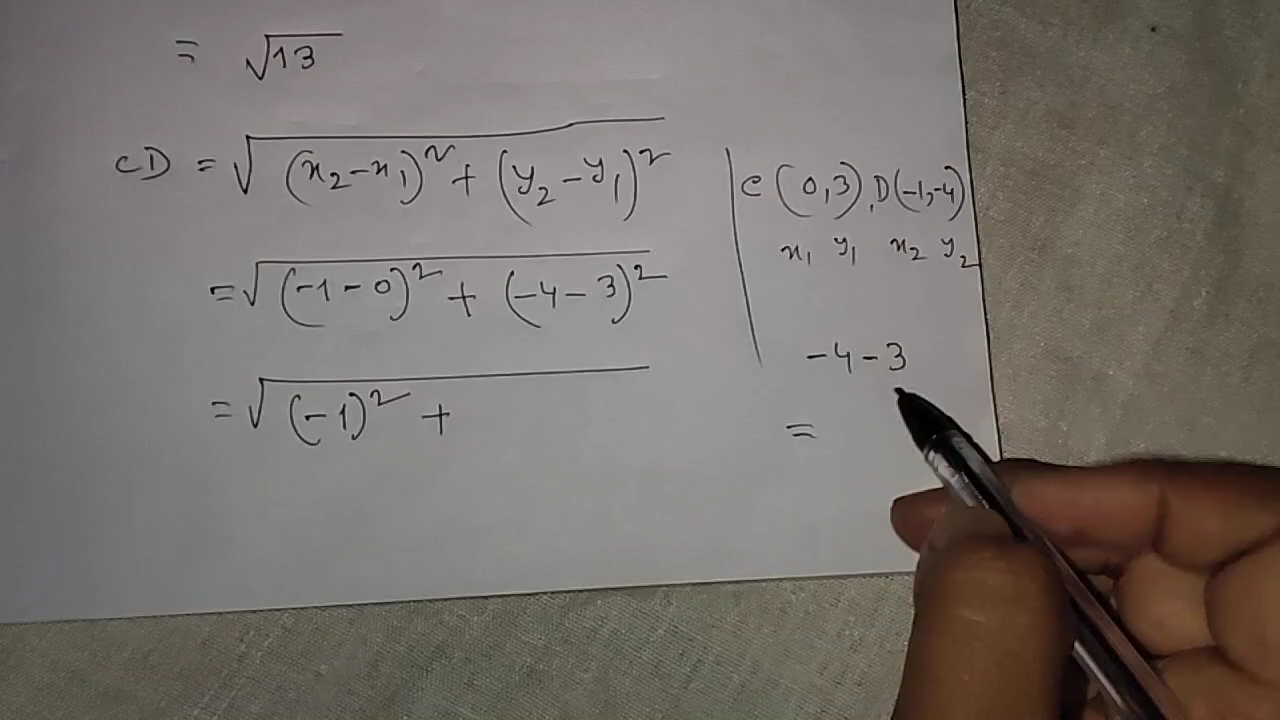 = √13
CD = √(x₂-x₁)² + (y₂-y₁)²
= √(-1-0)² + (-4-3)²
= √(-1)² +
C(0,3), D(-1,-4)
x₁ y₁ x₂ y₂
-4-3
=